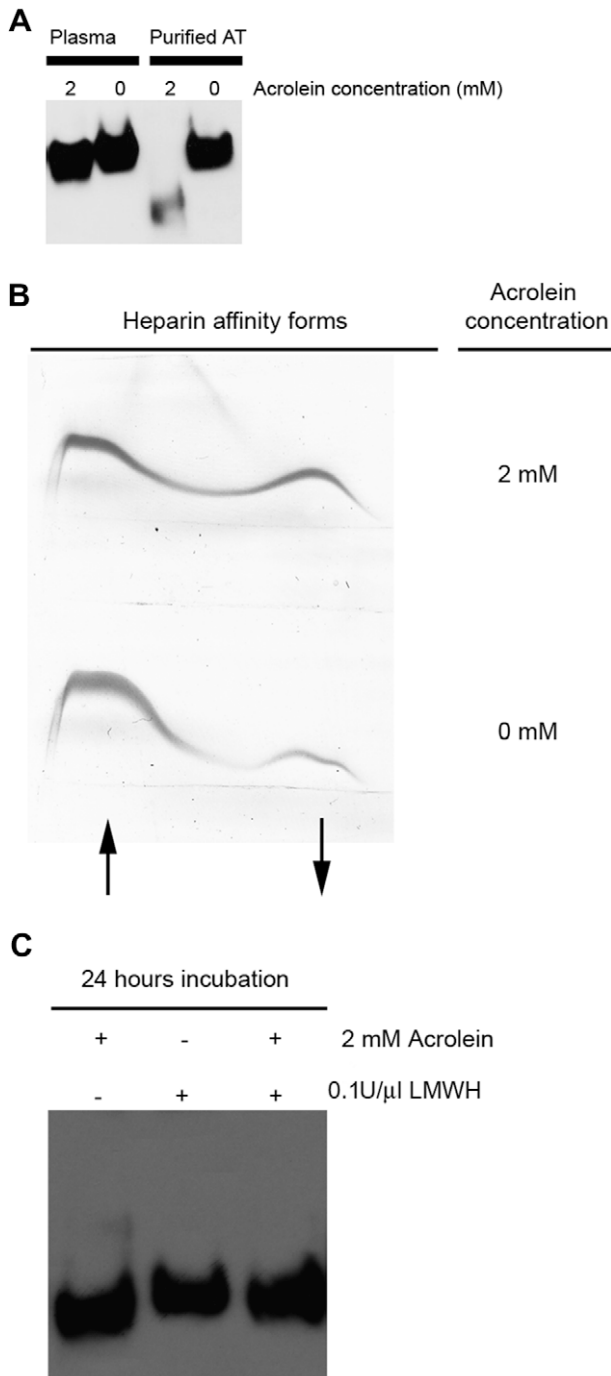 A
Plasma Purified AT
2 0 2 0 Acrolein concentration (mM)
B
Heparin affinity forms
Acrolein
concentration
2 mM
0 mM
C
24 hours incubation
+ - + 2 mM Acrolein
- + + 0.1U/μl LMWH